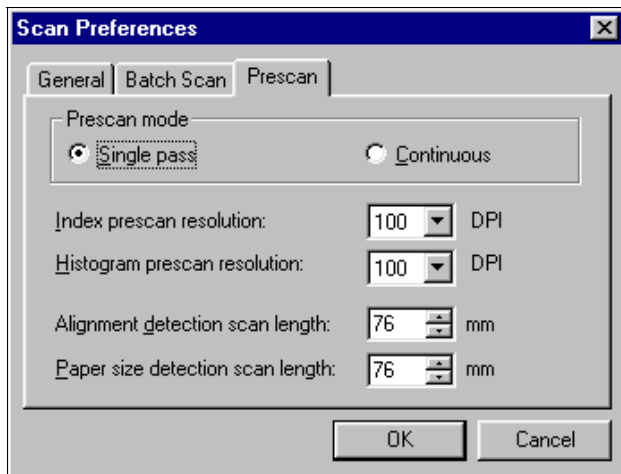 Scan Preferences
General Batch Scan Prescan
Prescan mode
Single pass Continuous
Index prescan resolution: 100 DPI
Histogram prescan resolution: 100 DPI
Alignment detection scan length: 76 mm
Paper size detection scan length: 76 mm
OK Cancel